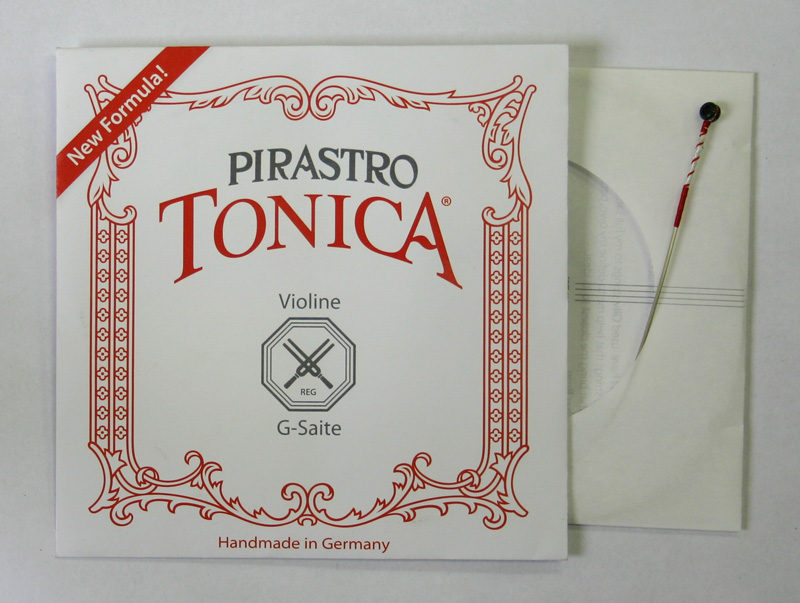 New Formula!
PIRASTRO
TONICA®
Violine
REG
G-Saite
Handmade in Germany